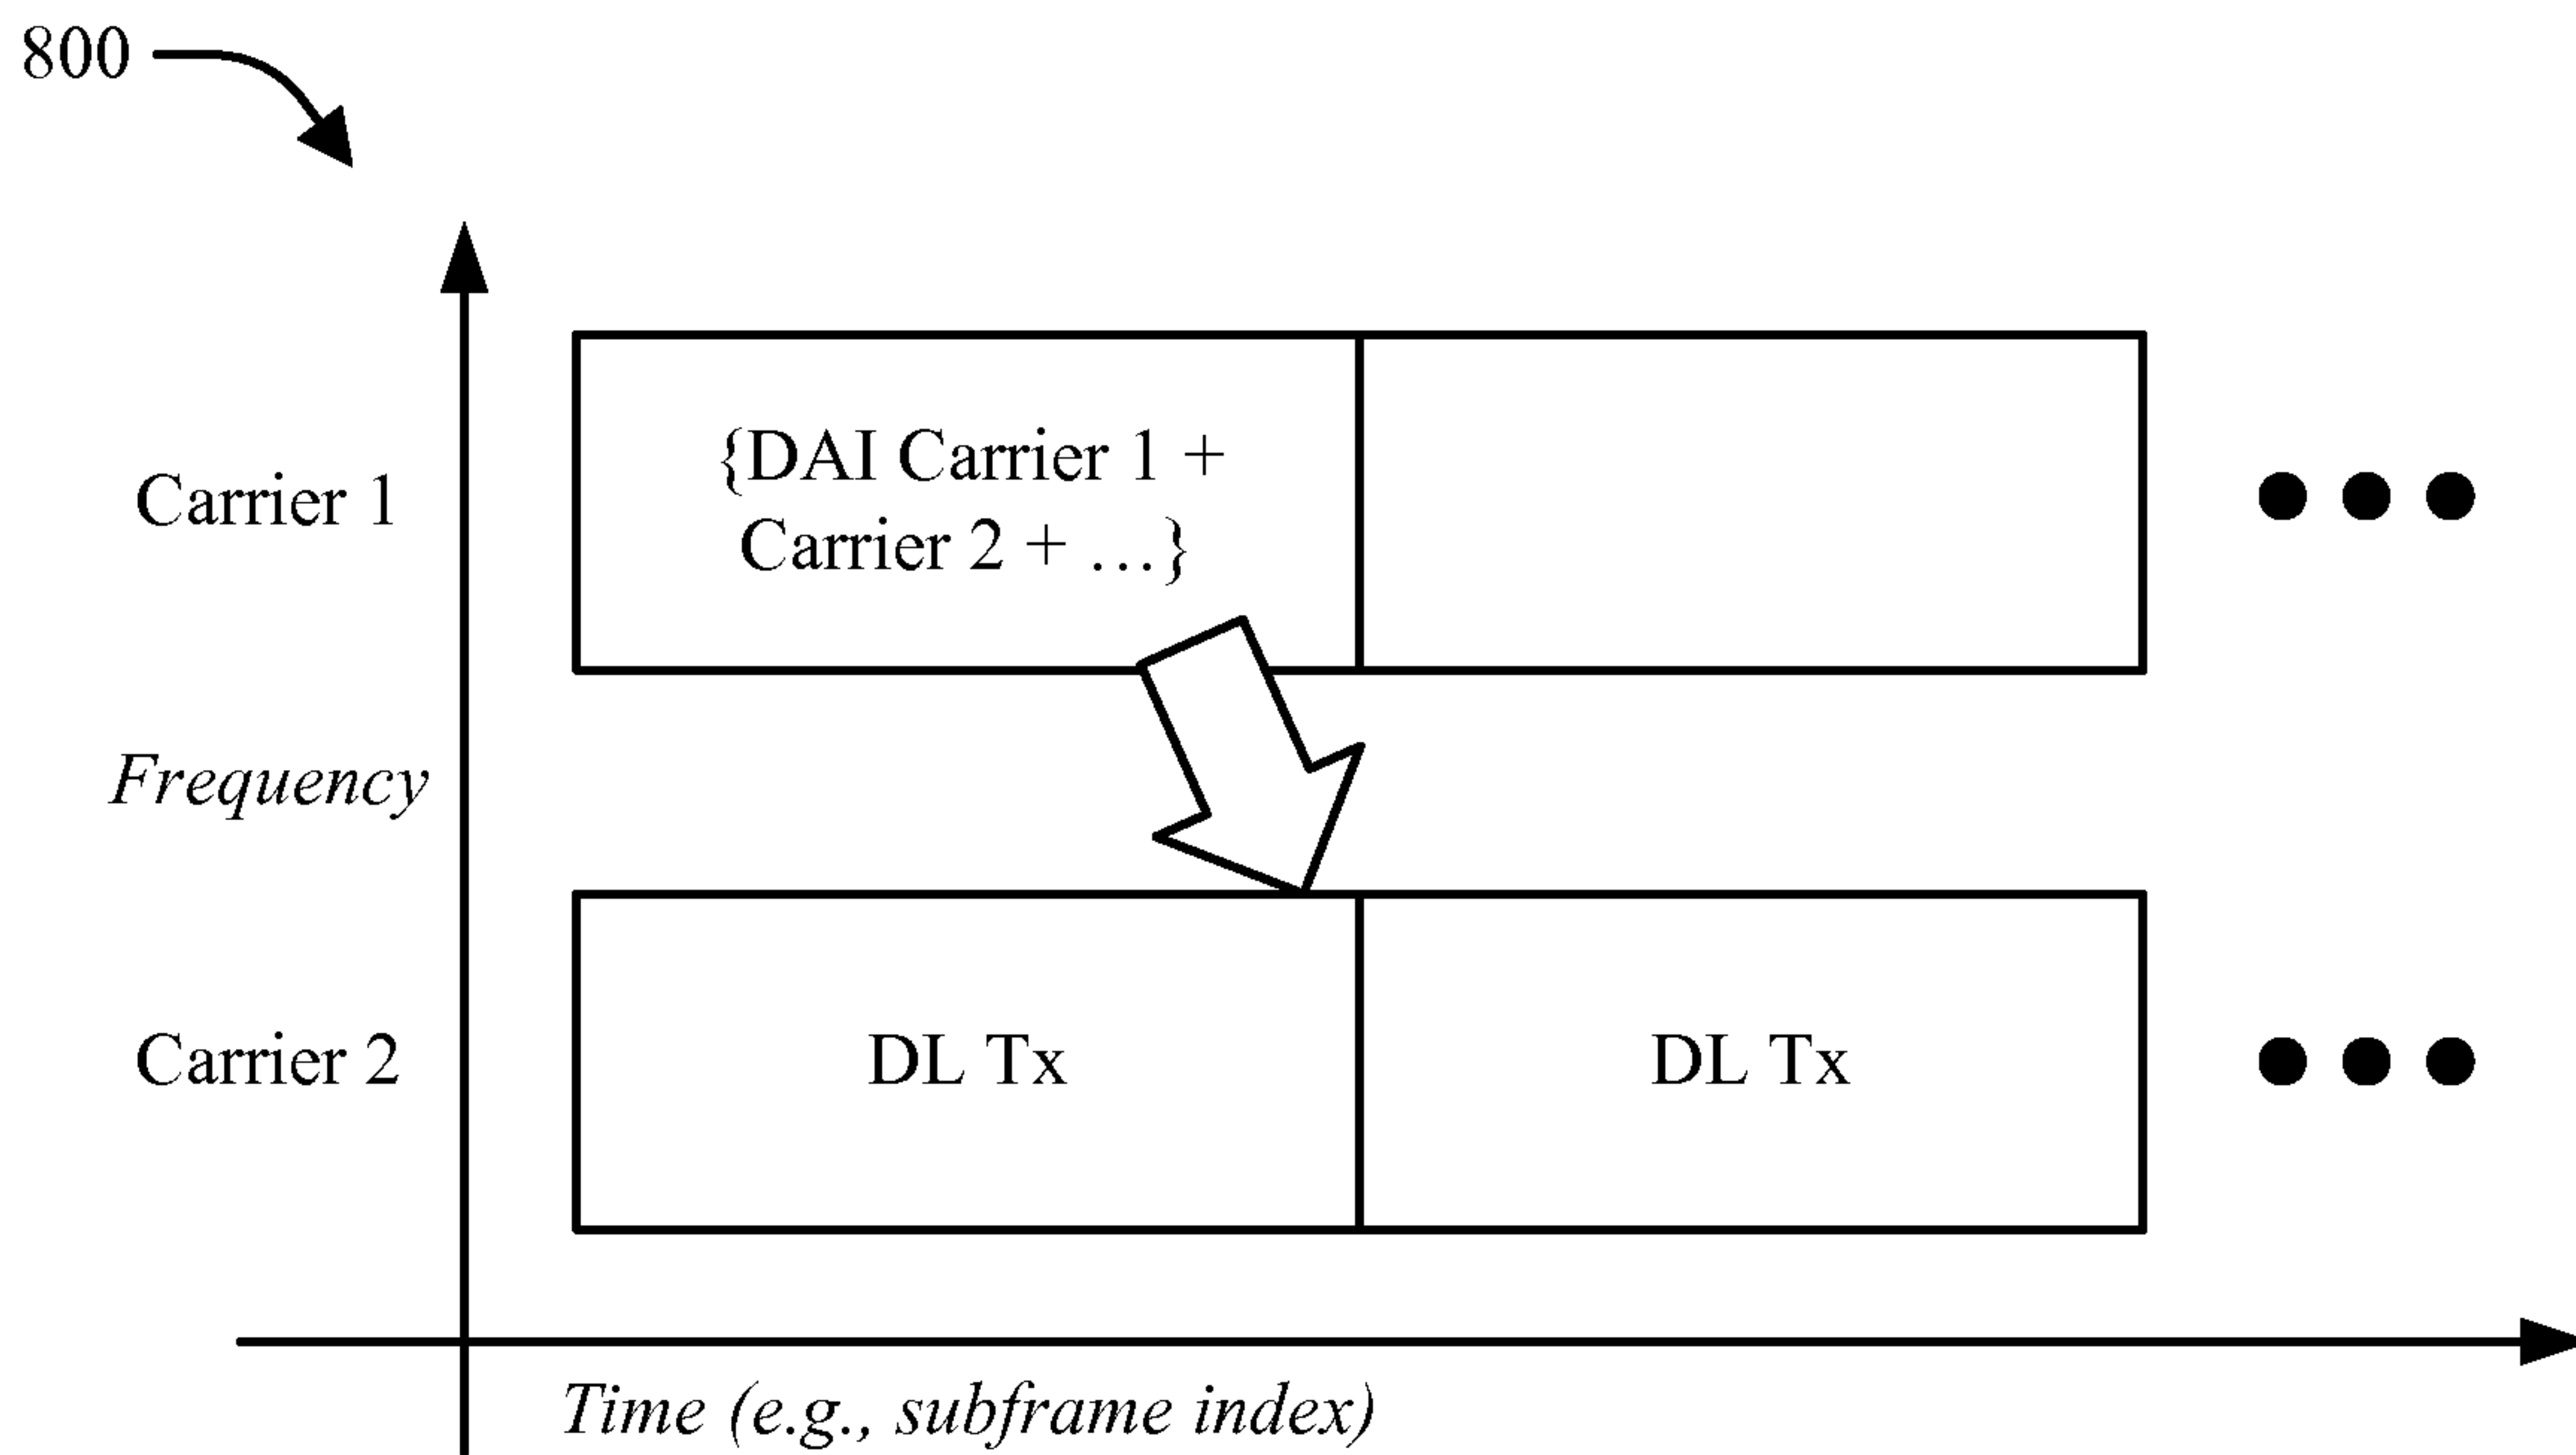 800
Carrier 1
{DAI Carrier 1 +
Carrier 2 + …}
Frequency
Carrier 2
DL Tx
DL Tx
Time (e.g., subframe index)